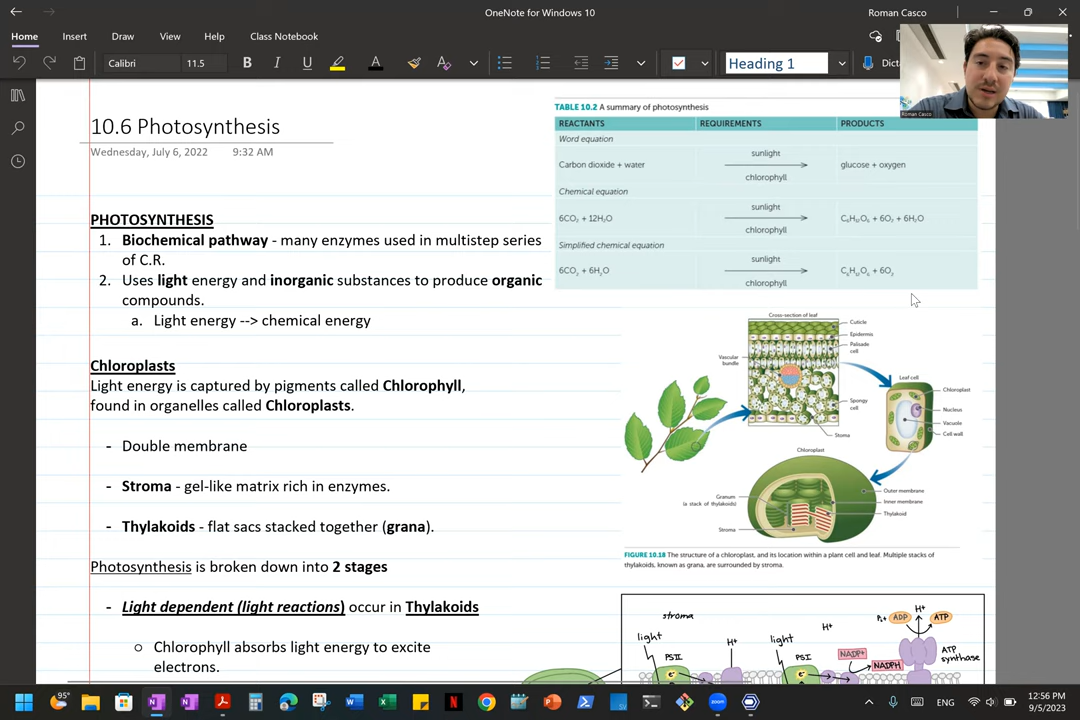 OneNote for Windows 10
Roman Casco
Home
Insert
Draw
View
Help
Class Notebook
Calibri
11.5
B
I
U
A
Heading 1
Dict
Roman Casco
10.6 Photosynthesis
Wednesday, July 6, 2022
9:32 AM
PHOTOSYNTHESIS
1. Biochemical pathway - many enzymes used in multistep series
of C.R.
2. Uses light energy and inorganic substances to produce organic
compounds.
a. Light energy --> chemical energy
Chloroplasts
Light energy is captured by pigments called Chlorophyll,
found in organelles called Chloroplasts.
- Double membrane
- Stroma - gel-like matrix rich in enzymes.
- Thylakoids - flat sacs stacked together (grana).
Photosynthesis is broken down into 2 stages
- Light dependent (light reactions) occur in Thylakoids
Chlorophyll absorbs light energy to excite
electrons.
TABLE 10.2 A summary of photosynthesis
REACTANTS REQUIREMENTS PRODUCTS
Word equation
sunlight
Carbon dioxide + water glucose + oxygen
chlorophyll
Chemical equation
sunlight
6CO₂ + 12H₂O C₆H₁₂O₆ + 6O₂ + 6H₂O
chlorophyll
Simplified chemical equation
sunlight
6CO₂ + 6H₂O C₆H₁₂O₆ + 6O₂
chlorophyll
Cross-section of leaf
Cuticle
Epidermis
Palisade
cell
Vascular
bundle
Spongy
cell
Stoma
Leaf cell
Chloroplast
Nucleus
Vacuole
Cell wall
Chloroplast
Granum
(a stack of thylakoids)
Stroma
Outer membrane
Inner membrane
Thylakoid
FIGURE 10.18 The structure of a chloroplast, and its location within a plant cell and leaf. Multiple stacks of
thylakoids, known as grana, are surrounded by stroma.
stroma
light
PSII
e⁻
H+
light
PSI
e⁻
H+
NADP+
NADPH
Pi+
ADP
H+
ATP
ATP
synthase
95°
ENG
12:56 PM
9/5/2023